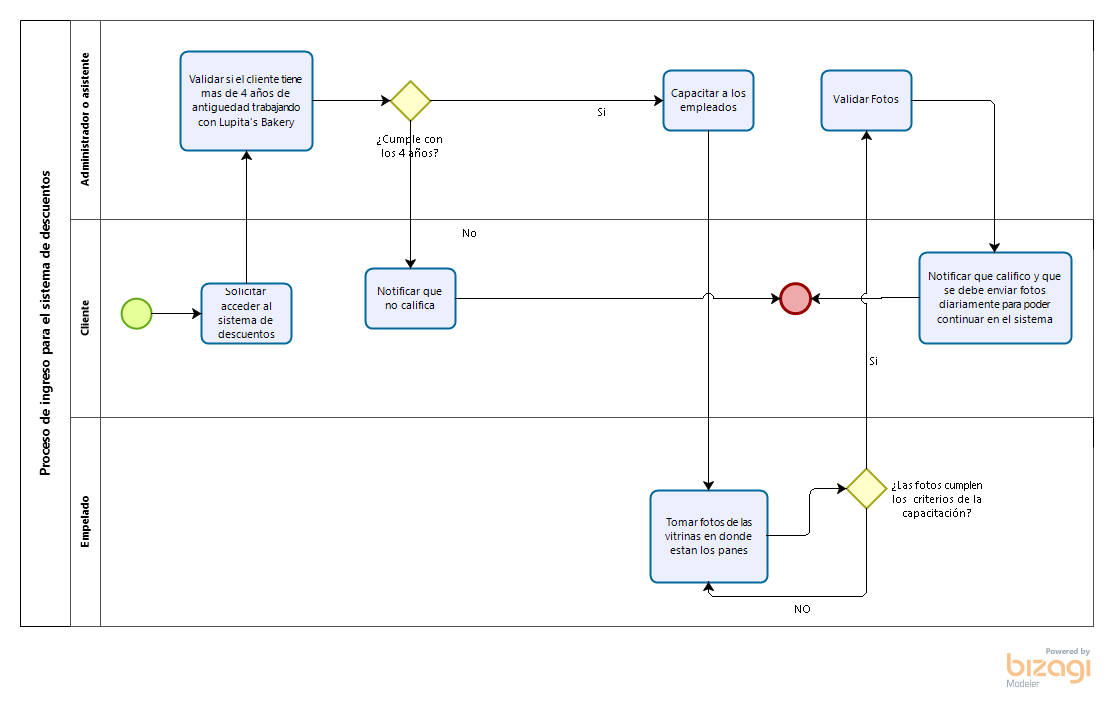 Proceso de ingreso para el sistema de descuentos
Administrador o asistente
Validar si el cliente tiene
mas de 4 años de
antiguedad trabajando
con Lupita's Bakery
¿Cumple con
los 4 años?
Si
Capacitar a los
empleados
Validar Fotos
No
Cliente
Solicitar
acceder al
sistema de
descuentos
Notificar que
no califica
Notificar que califico y que
se debe enviar fotos
diariamente para poder
continuar en el sistema
Si
Empelado
Tomar fotos de las
vitrinas en donde
estan los panes
¿Las fotos cumplen
los criterios de la
capacitación?
NO
Powered by
bizagi
Modeler